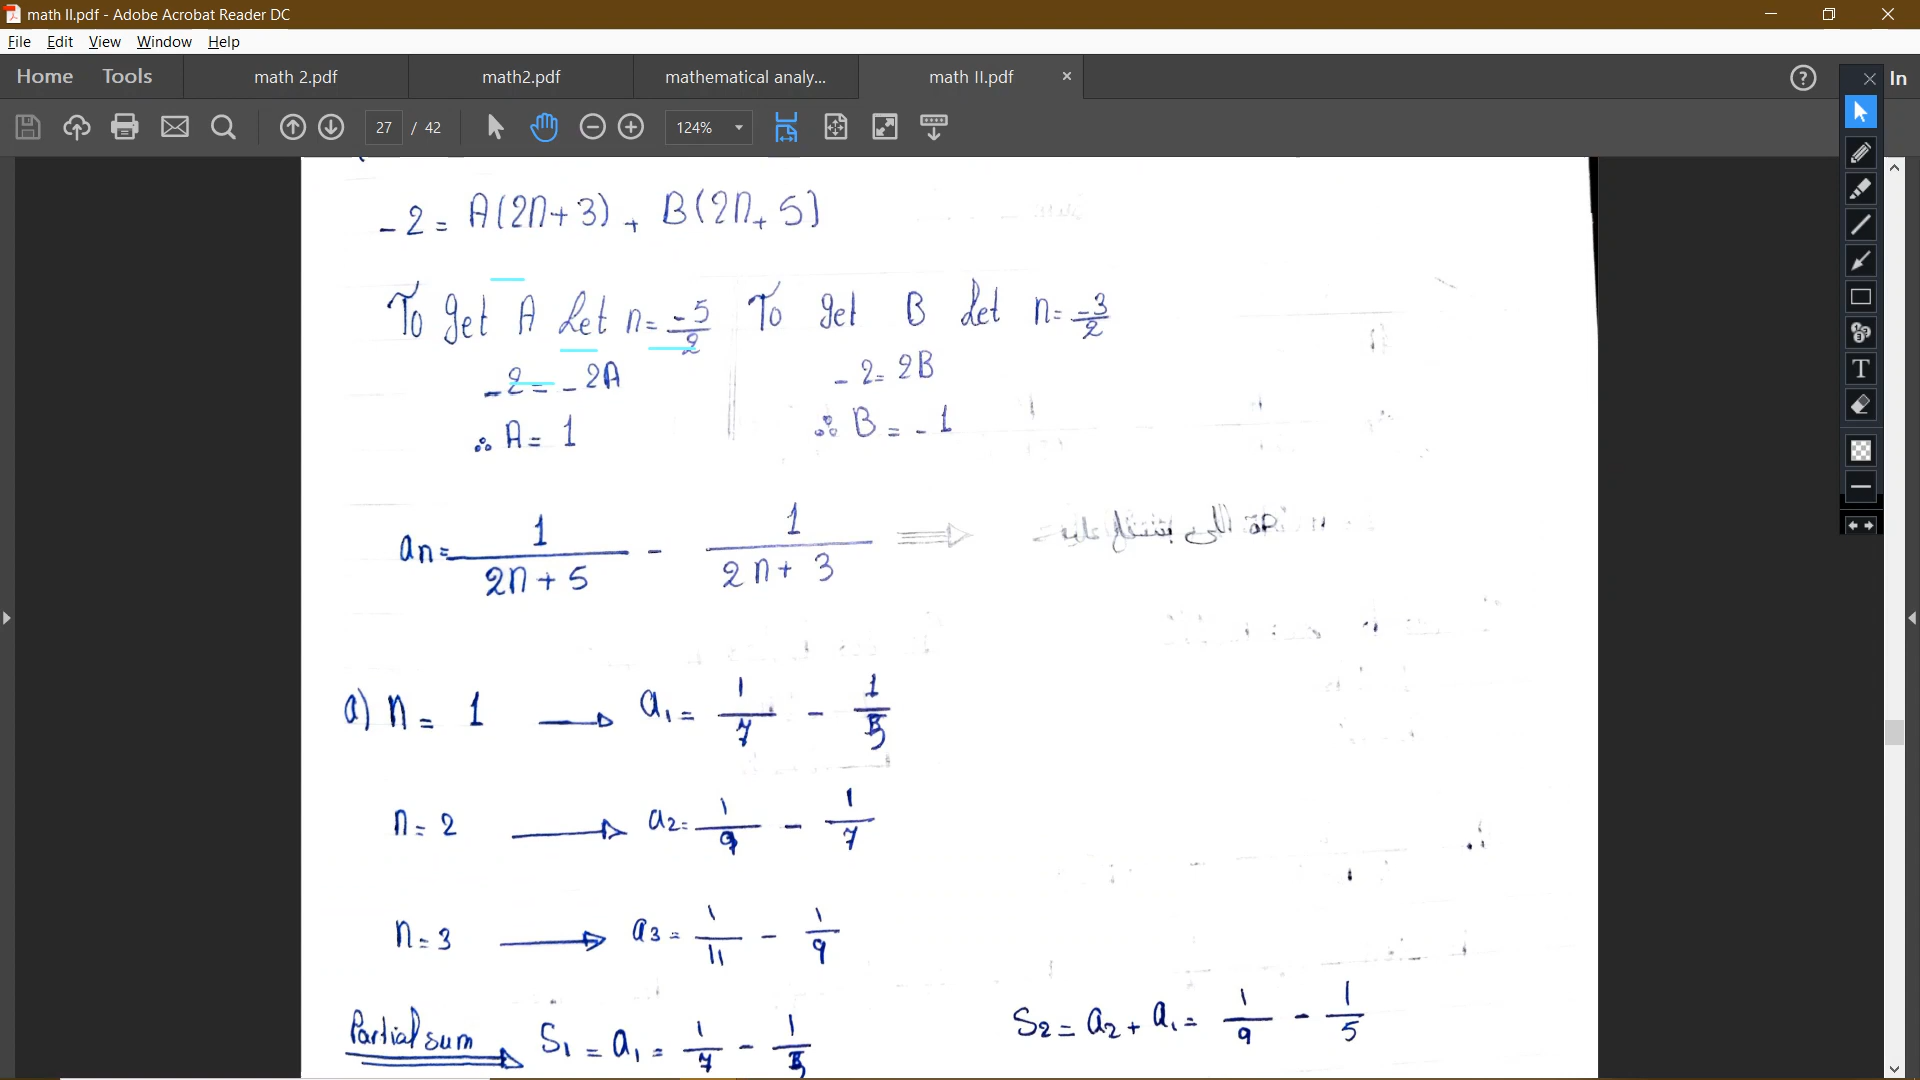 math II.pdf - Adobe Acrobat Reader DC
File Edit View Window Help
Home Tools math 2.pdf math2.pdf mathematical analy... math II.pdf × ? In
27 / 42 124%
-2 = A(2n+3) + B(2n+5)
To get A Let n = -5/2 To get B Let n = -3/2
-2 = -2A -2 = 2B
∴ A = 1 ∴ B = -1
an = 1/(2n+5) - 1/(2n+3) ⟹ اللى بنشتغل عليه
a) n = 1 → a1 = 1/7 - 1/5
n = 2 → a2 = 1/9 - 1/7
n = 3 → a3 = 1/11 - 1/9
Partial sum → S1 = a1 = 1/7 - 1/5 S2 = a2 + a1 = 1/9 - 1/5